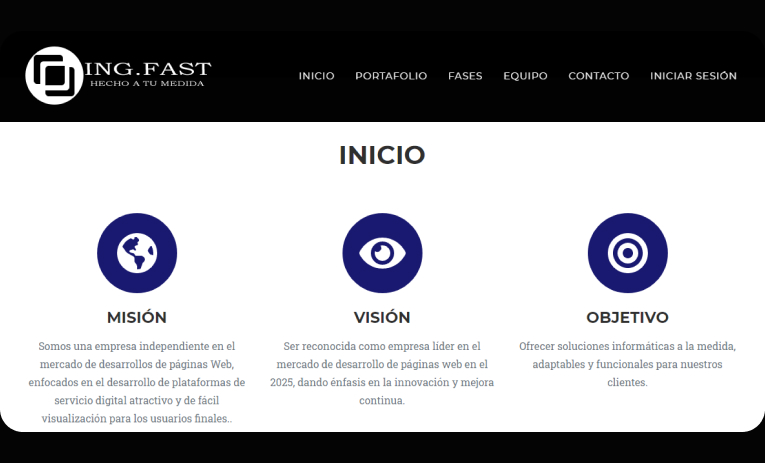 ING.FAST
HECHO A TU MEDIDA
INICIO PORTAFOLIO FASES EQUIPO CONTACTO INICIAR SESIÓN
INICIO
MISIÓN
Somos una empresa independiente en el
mercado de desarrollos de páginas Web,
enfocados en el desarrollo de plataformas de
servicio digital atractivo y de fácil
visualización para los usuarios finales..
VISIÓN
Ser reconocida como empresa lider en el
mercado de desarrollo de páginas web en el
2025, dando énfasis en la innovación y mejora
continua.
OBJETIVO
Ofrecer soluciones informáticas a la medida,
adaptables y funcionales para nuestros
clientes.